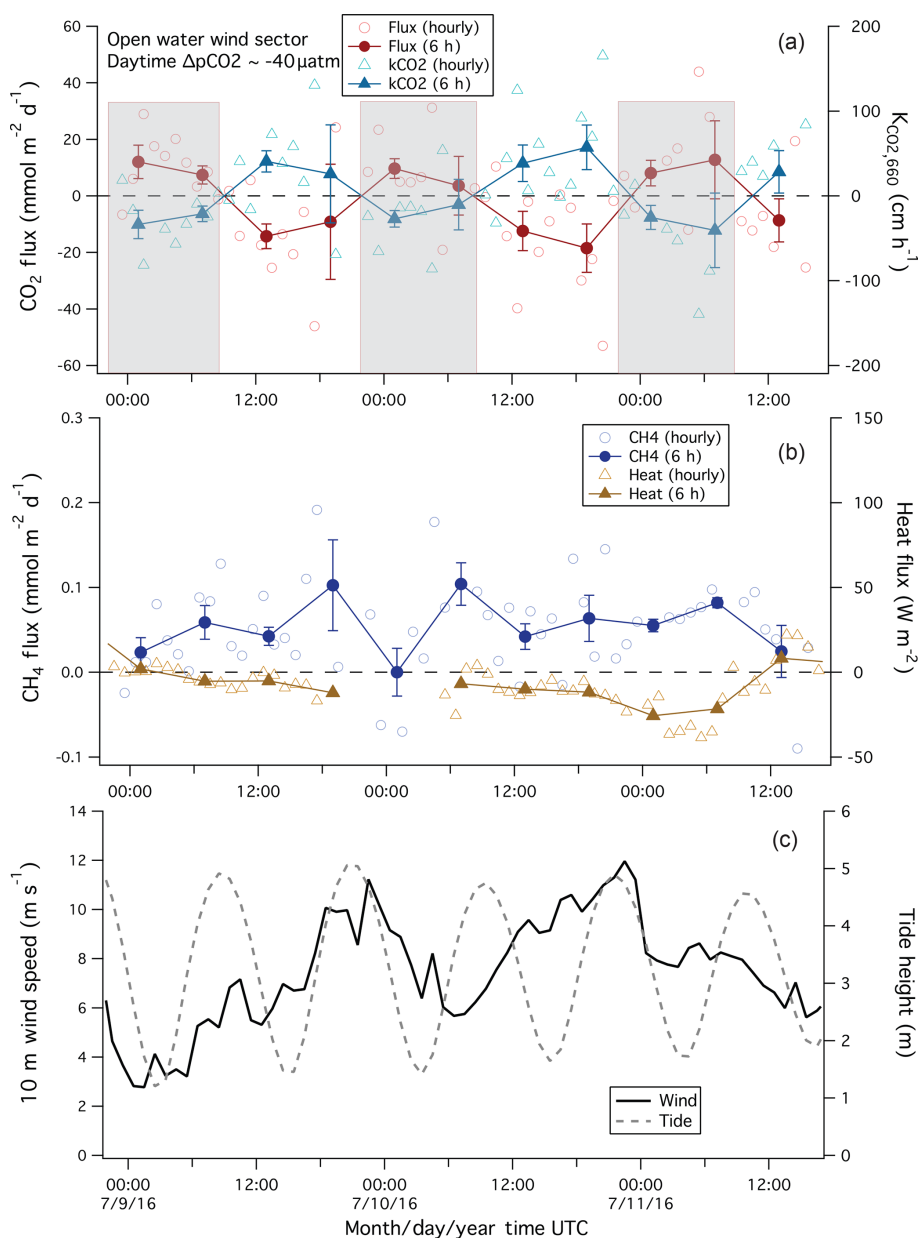 Open water wind sector
Daytime ΔpCO2 ~ -40µatm
Flux (hourly)
Flux (6 h)
kCO2 (hourly)
kCO2 (6 h)
(a)
60
40
20
0
-20
-40
-60
CO2 flux (mmol m-2 d-1)
200
100
0
-100
-200
KCO2,660 (cm h-1)
00:00 12:00 00:00 12:00 00:00 12:00
CH4 (hourly)
CH4 (6 h)
Heat (hourly)
Heat (6 h)
(b)
0.3
0.2
0.1
0.0
-0.1
CH4 flux (mmol m-2 d-1)
150
100
50
0
-50
Heat flux (W m-2)
00:00 12:00 00:00 12:00 00:00 12:00
(c)
14
12
10
8
6
4
2
0
10 m wind speed (m s-1)
6
5
4
3
2
1
0
Tide height (m)
Wind
Tide
00:00 12:00 00:00 12:00 00:00 12:00
7/9/16 7/10/16 7/11/16
Month/day/year time UTC